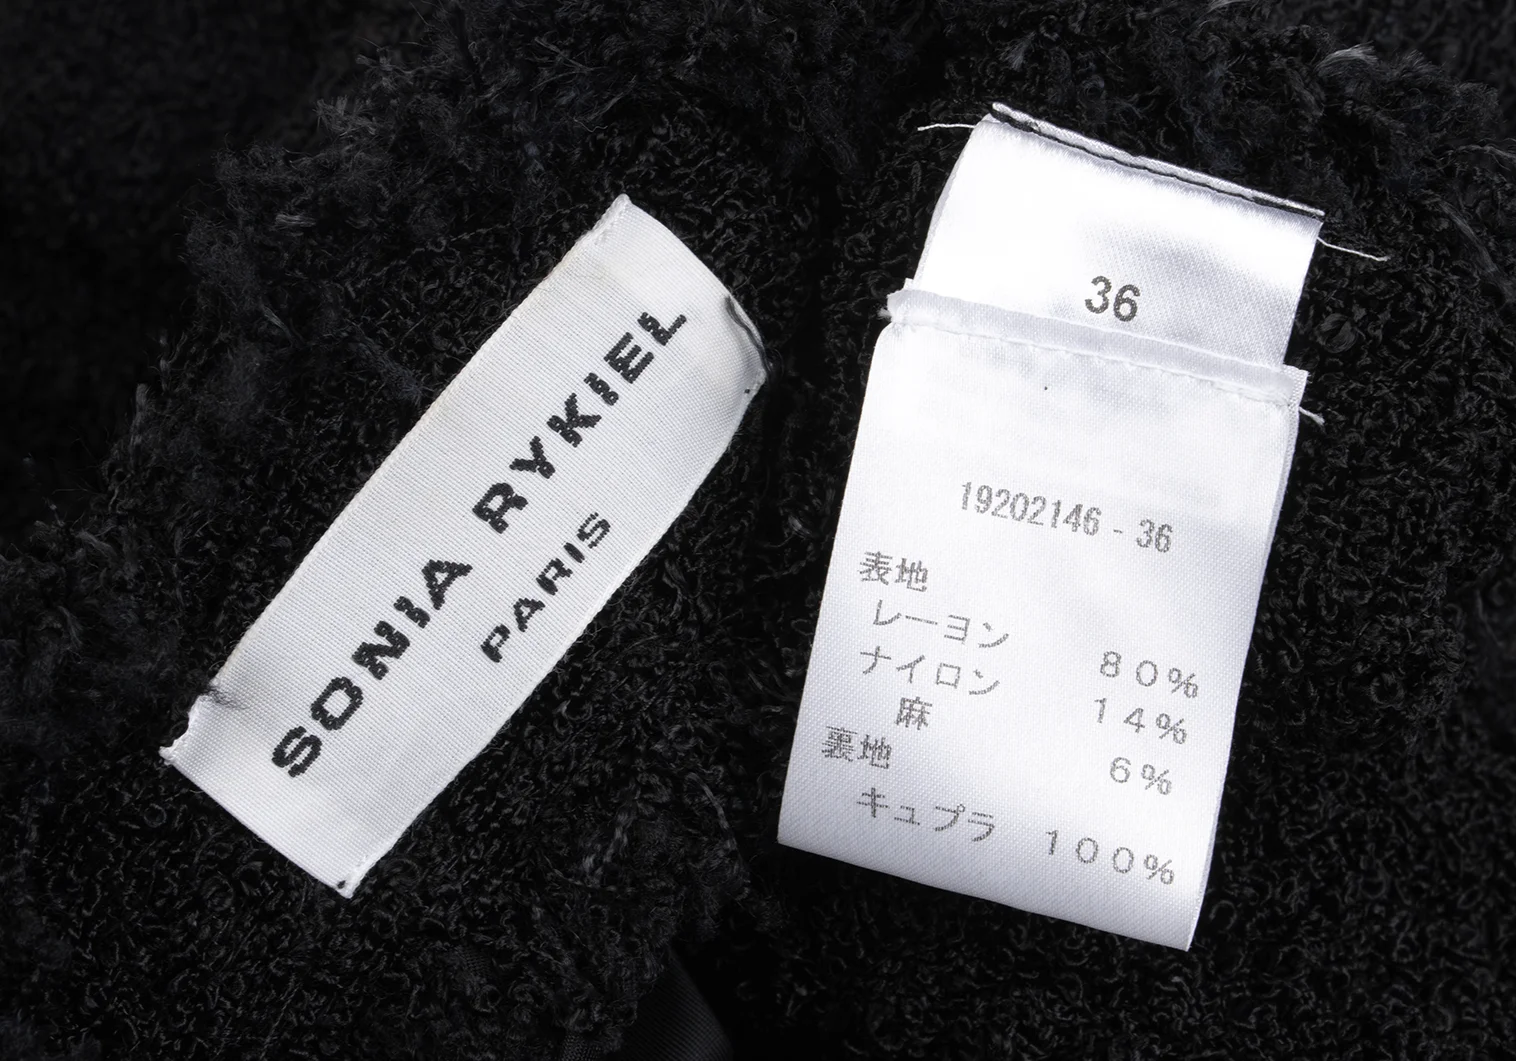 SONIA RYKIEL
PARIS
36
19202146 - 36
表地
レーヨン 80%
ナイロン 14%
麻 6%
裏地
キュプラ 100%